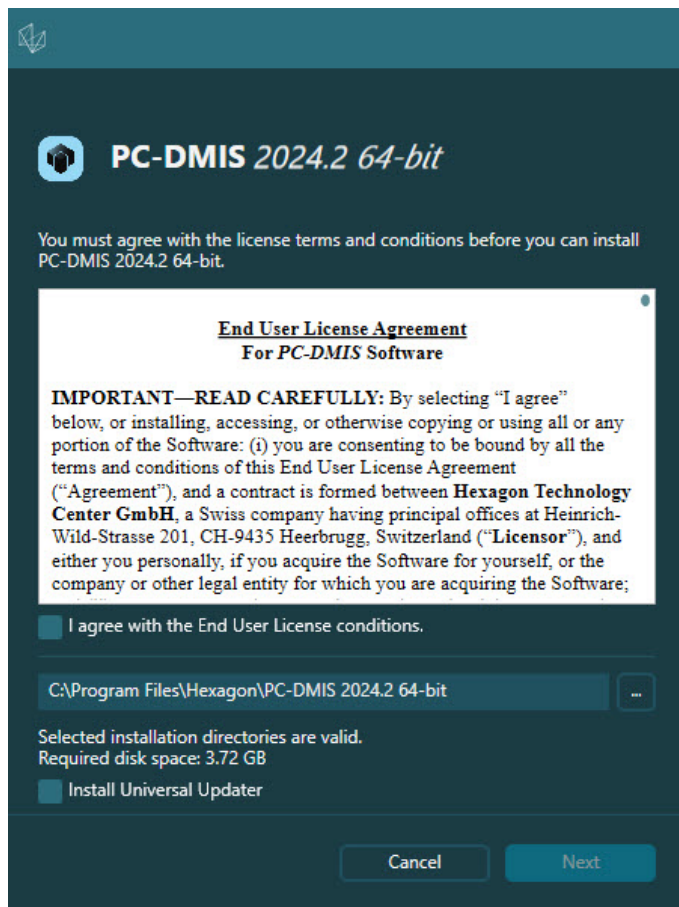 PC-DMIS 2024.2 64-bit
You must agree with the license terms and conditions before you can install
PC-DMIS 2024.2 64-bit.
End User License Agreement
For PC-DMIS Software
IMPORTANT—READ CAREFULLY: By selecting “I agree”
below, or installing, accessing, or otherwise copying or using all or any
portion of the Software: (i) you are consenting to be bound by all the
terms and conditions of this End User License Agreement
(“Agreement”), and a contract is formed between Hexagon Technology
Center GmbH, a Swiss company having principal offices at Heinrich-
Wild-Strasse 201, CH-9435 Heerbrugg, Switzerland (“Licensor”), and
either you personally, if you acquire the Software for yourself, or the
company or other legal entity for which you are acquiring the Software;
I agree with the End User License conditions.
C:\Program Files\Hexagon\PC-DMIS 2024.2 64-bit
...
Selected installation directories are valid.
Required disk space: 3.72 GB
Install Universal Updater
Cancel
Next